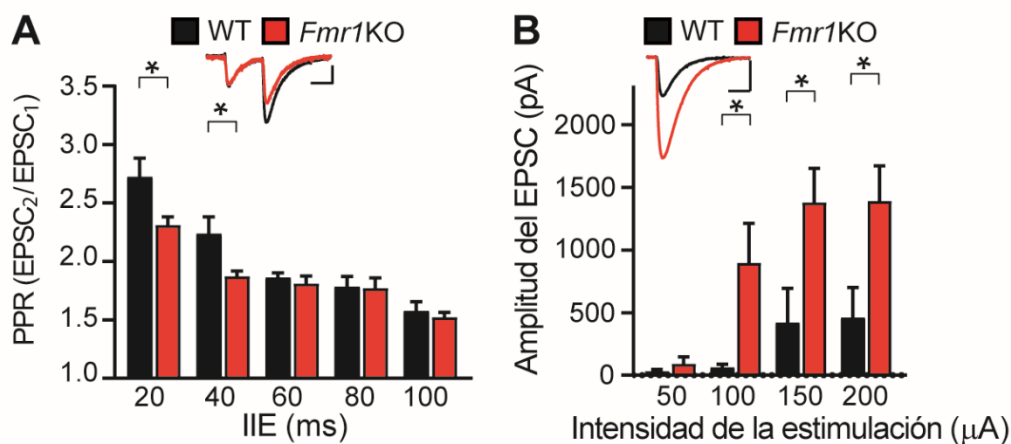 A
WT Fmr1KO
*
*
PPR (EPSC2/EPSC1)
3.5
3.0
2.5
2.0
1.5
1.0
20 40 60 80 100
IIE (ms)
B
WT Fmr1KO
*
*
*
Amplitud del EPSC (pA)
2000
1500
1000
500
0
50 100 150 200
Intensidad de la estimulación (μA)